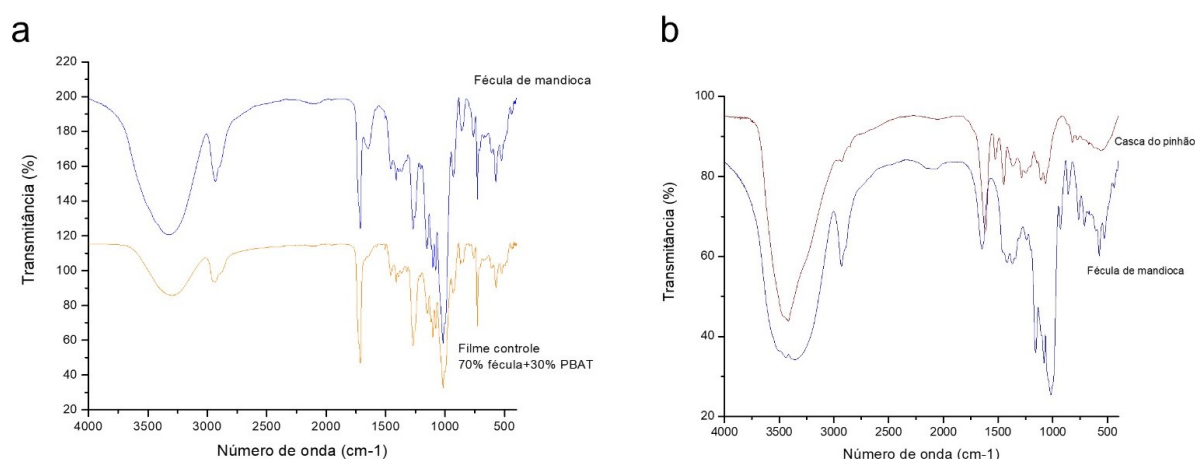 a
220
200
180
160
140
120
100
80
60
40
20
Transmitância (%)
4000 3500 3000 2500 2000 1500 1000 500
Número de onda (cm-1)
Fécula de mandioca
Filme controle
70% fécula+30% PBAT
b
100
80
60
40
20
Transmitância (%)
4000 3500 3000 2500 2000 1500 1000 500
Número de onda (cm-1)
Casca do pinhão
Fécula de mandioca